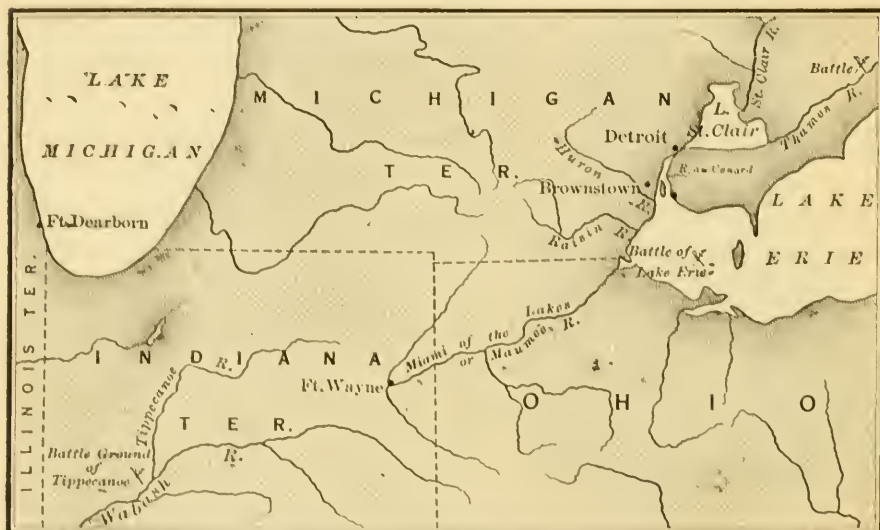 LAKE
MICHIGAN
MICHIGAN
TER.
L.
St. Clair
St. Clair R.
Battle
Thames R.
Detroit
Huron
R.
Brownstown
R. au Canard
LAKE
ERIE
Raisin R.
Battle of
Lake Erie
Ft. Dearborn
ILLINOIS TER.
INDIANA
TER.
Miami of the Lakes
or Maumee R.
Ft. Wayne
OHIO
Tippecanoe R.
Battle Ground
of
Tippecanoe
Wabash R.